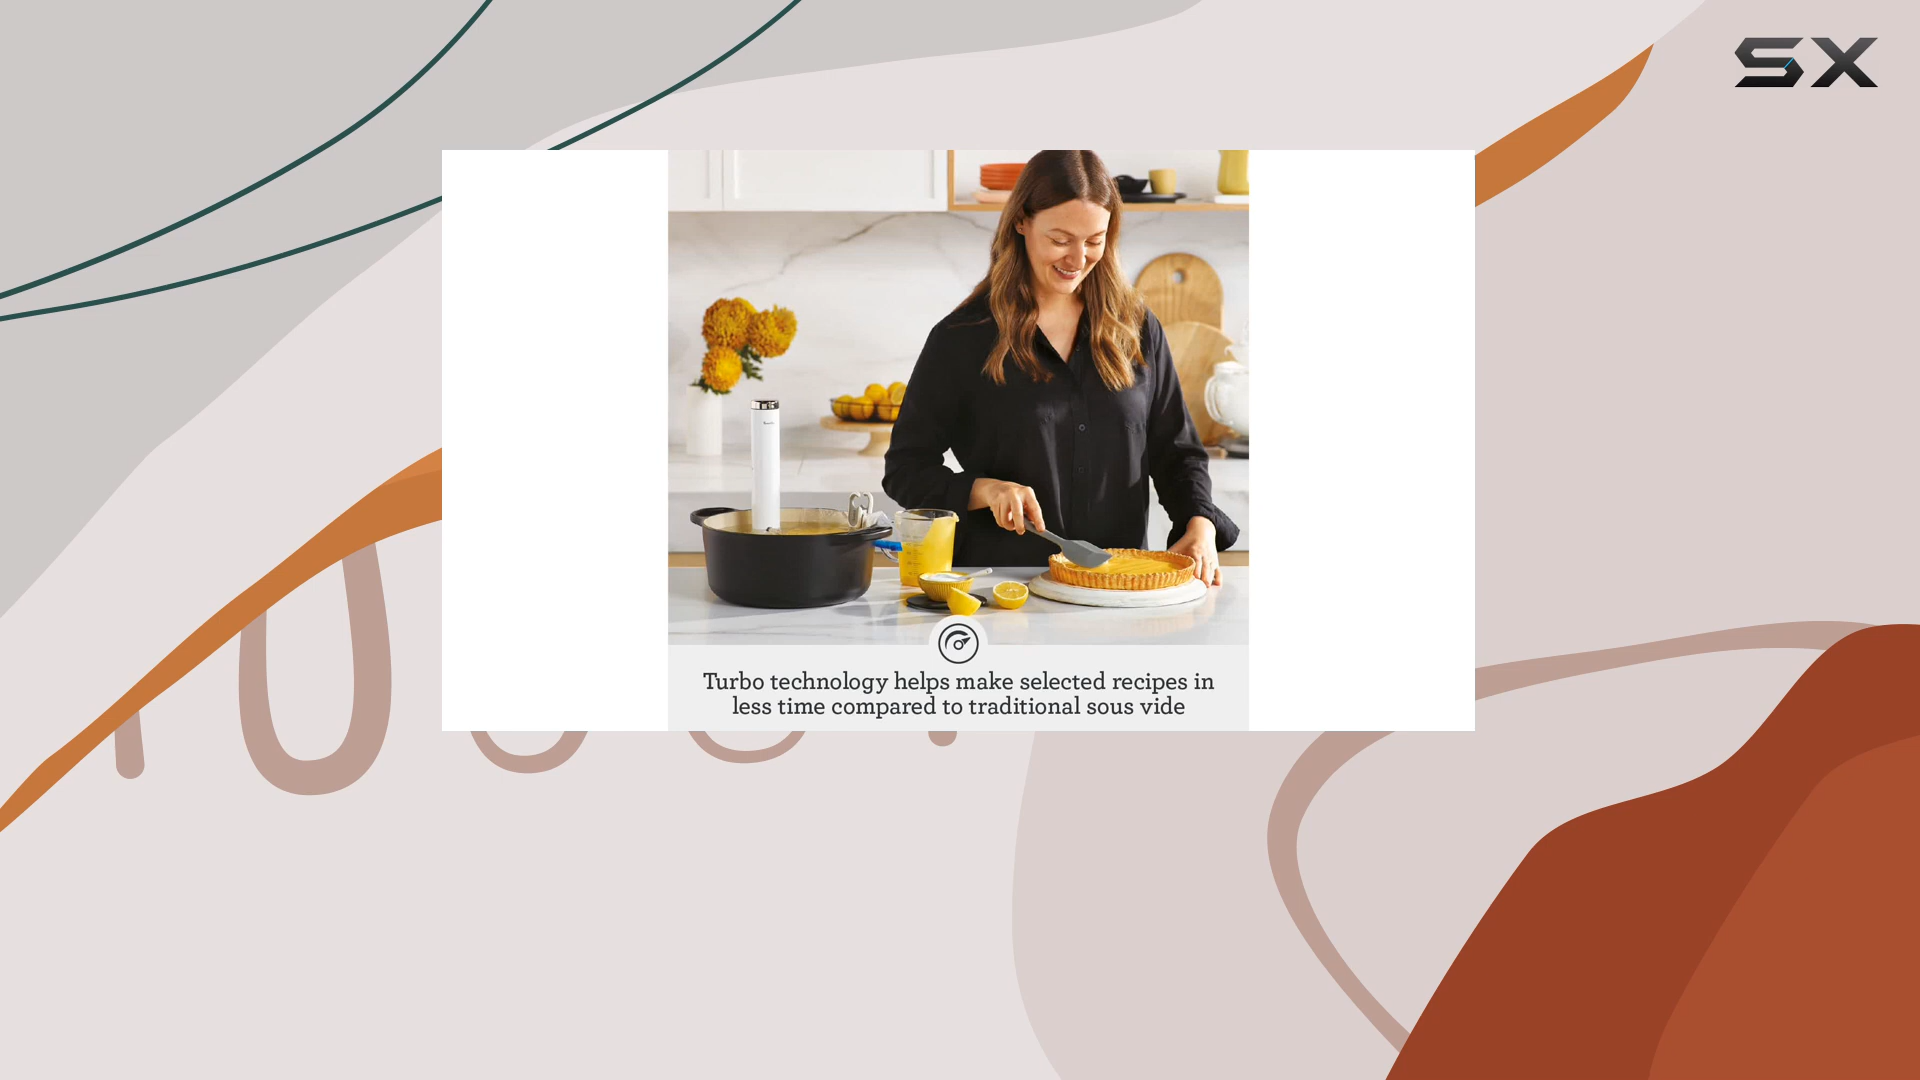 SX
Turbo technology helps make selected recipes in
less time compared to traditional sous vide